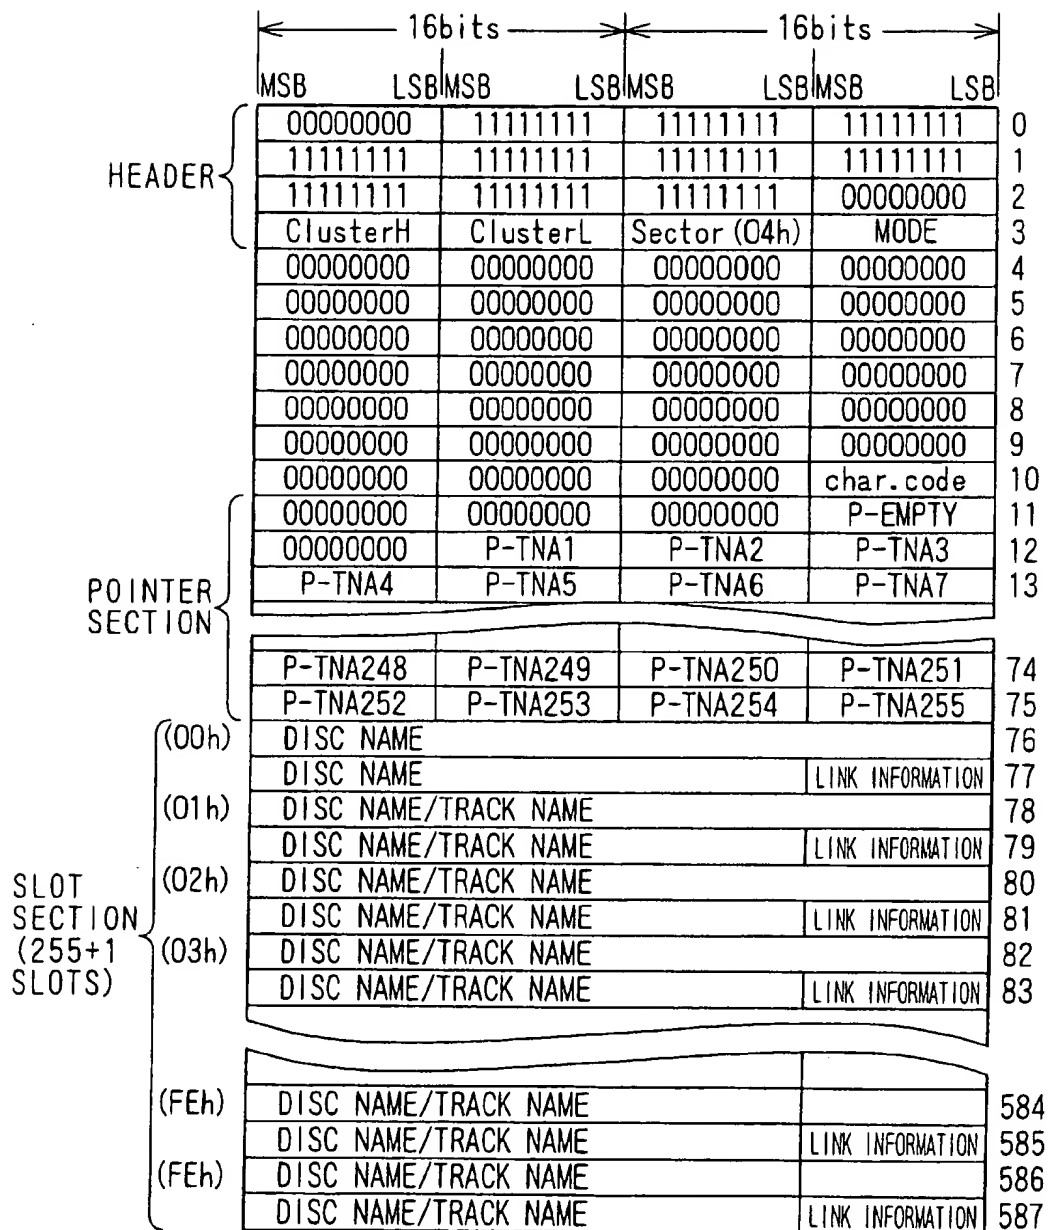 16bits 16bits
MSB LSB MSB LSB MSB LSB MSB LSB
00000000 11111111 11111111 11111111 0
11111111 11111111 11111111 11111111 1
HEADER
11111111 11111111 11111111 00000000 2
ClusterH ClusterL Sector(04h) MODE 3
00000000 00000000 00000000 00000000 4
00000000 00000000 00000000 00000000 5
00000000 00000000 00000000 00000000 6
00000000 00000000 00000000 00000000 7
00000000 00000000 00000000 00000000 8
00000000 00000000 00000000 00000000 9
00000000 00000000 00000000 char.code 10
00000000 00000000 00000000 P-EMPTY 11
00000000 P-TNA1 P-TNA2 P-TNA3 12
P-TNA4 P-TNA5 P-TNA6 P-TNA7 13
POINTER
SECTION
P-TNA248 P-TNA249 P-TNA250 P-TNA251 74
P-TNA252 P-TNA253 P-TNA254 P-TNA255 75
(00h) DISC NAME 76
DISC NAME LINK INFORMATION 77
(01h) DISC NAME/TRACK NAME 78
DISC NAME/TRACK NAME LINK INFORMATION 79
(02h) DISC NAME/TRACK NAME 80
DISC NAME/TRACK NAME LINK INFORMATION 81
(03h) DISC NAME/TRACK NAME 82
DISC NAME/TRACK NAME LINK INFORMATION 83
SLOT
SECTION
(255+1
SLOTS)
(FEh) DISC NAME/TRACK NAME 584
DISC NAME/TRACK NAME LINK INFORMATION 585
(FEh) DISC NAME/TRACK NAME 586
DISC NAME/TRACK NAME LINK INFORMATION 587